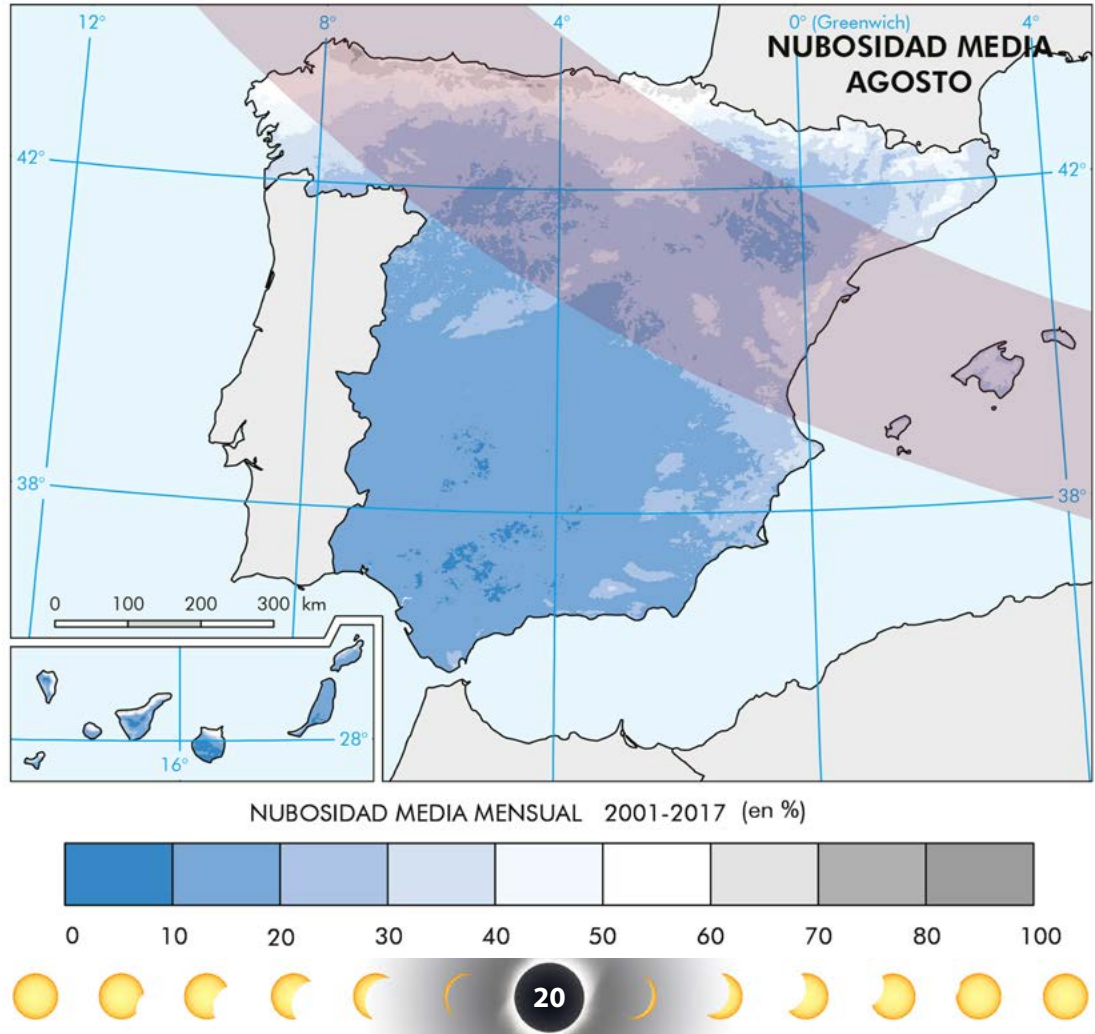 12°
8°
4°
0° (Greenwich)
4°
NUBOSIDAD MEDIA
AGOSTO
42°
42°
38°
38°
0 100 200 300 km
28°
16°
NUBOSIDAD MEDIA MENSUAL 2001-2017 (en %)
0 10 20 30 40 50 60 70 80 100
20